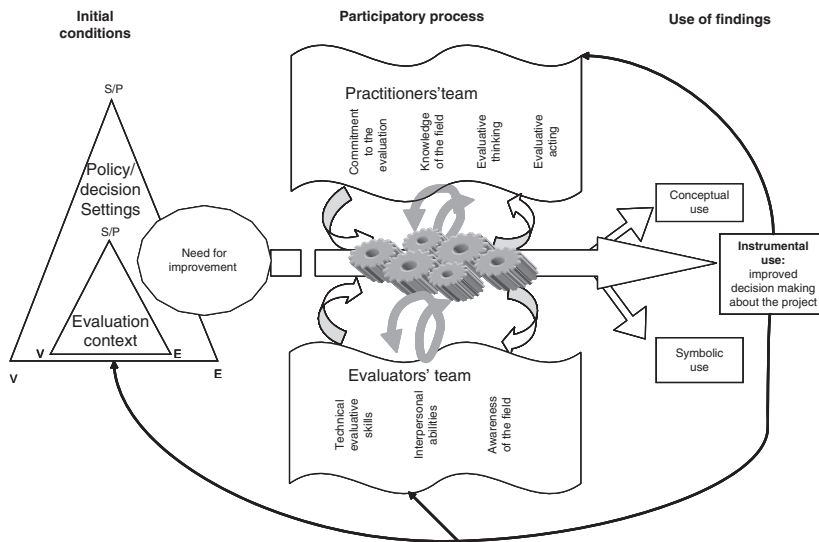 Initial
conditions
Participatory process
Use of findings
S/P
Policy/
decision
Settings
S/P
Evaluation
context
V
E
V
E
Need for
improvement
Practitioners'team
Commitment
to the
evaluation
Knowledge
of the field
Evaluative
thinking
Evaluative
acting
Evaluators' team
Technical
evaluative
skills
Interpersonal
abilities
Awareness
of the field
Conceptual
use
Instrumental
use:
improved
decision making
about the project
Symbolic
use